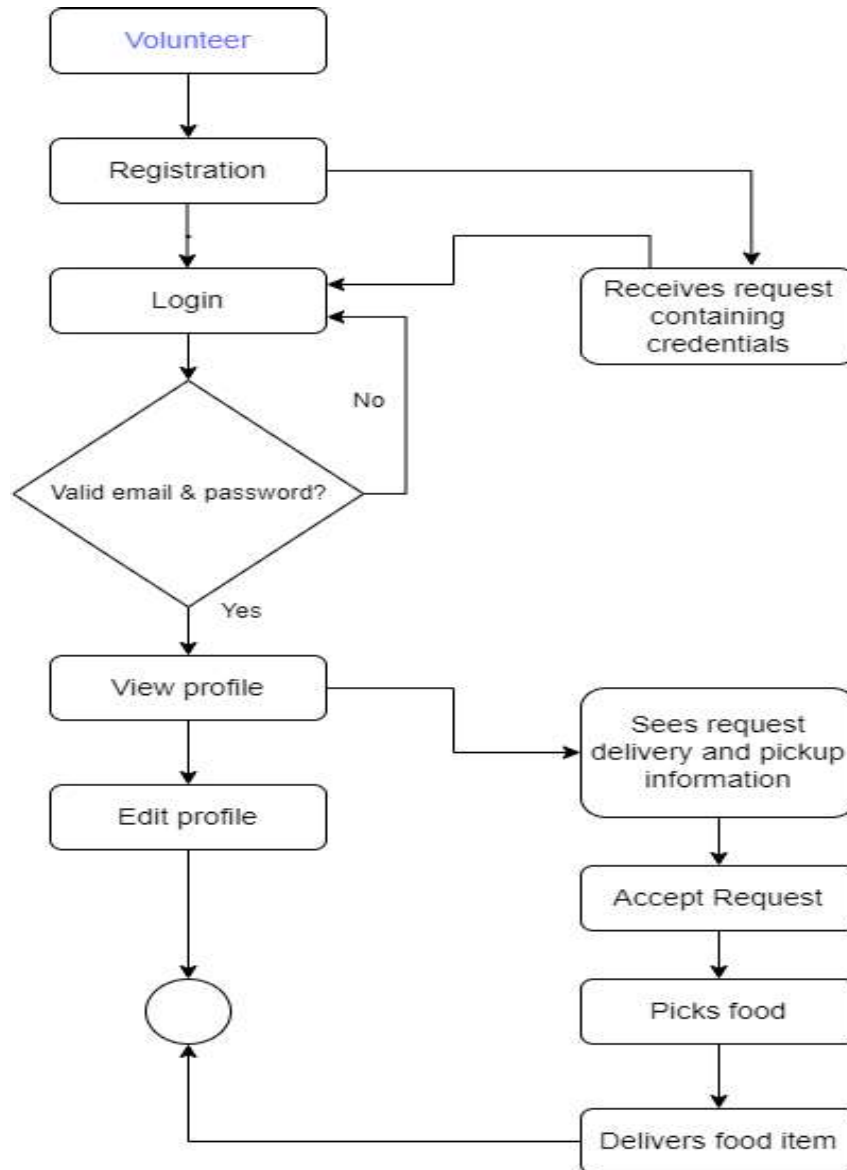 Volunteer
Registration
Login
Receives request
containing
credentials
No
Valid email & password?
Yes
View profile
Sees request
delivery and pickup
information
Edit profile
Accept Request
Picks food
Delivers food item